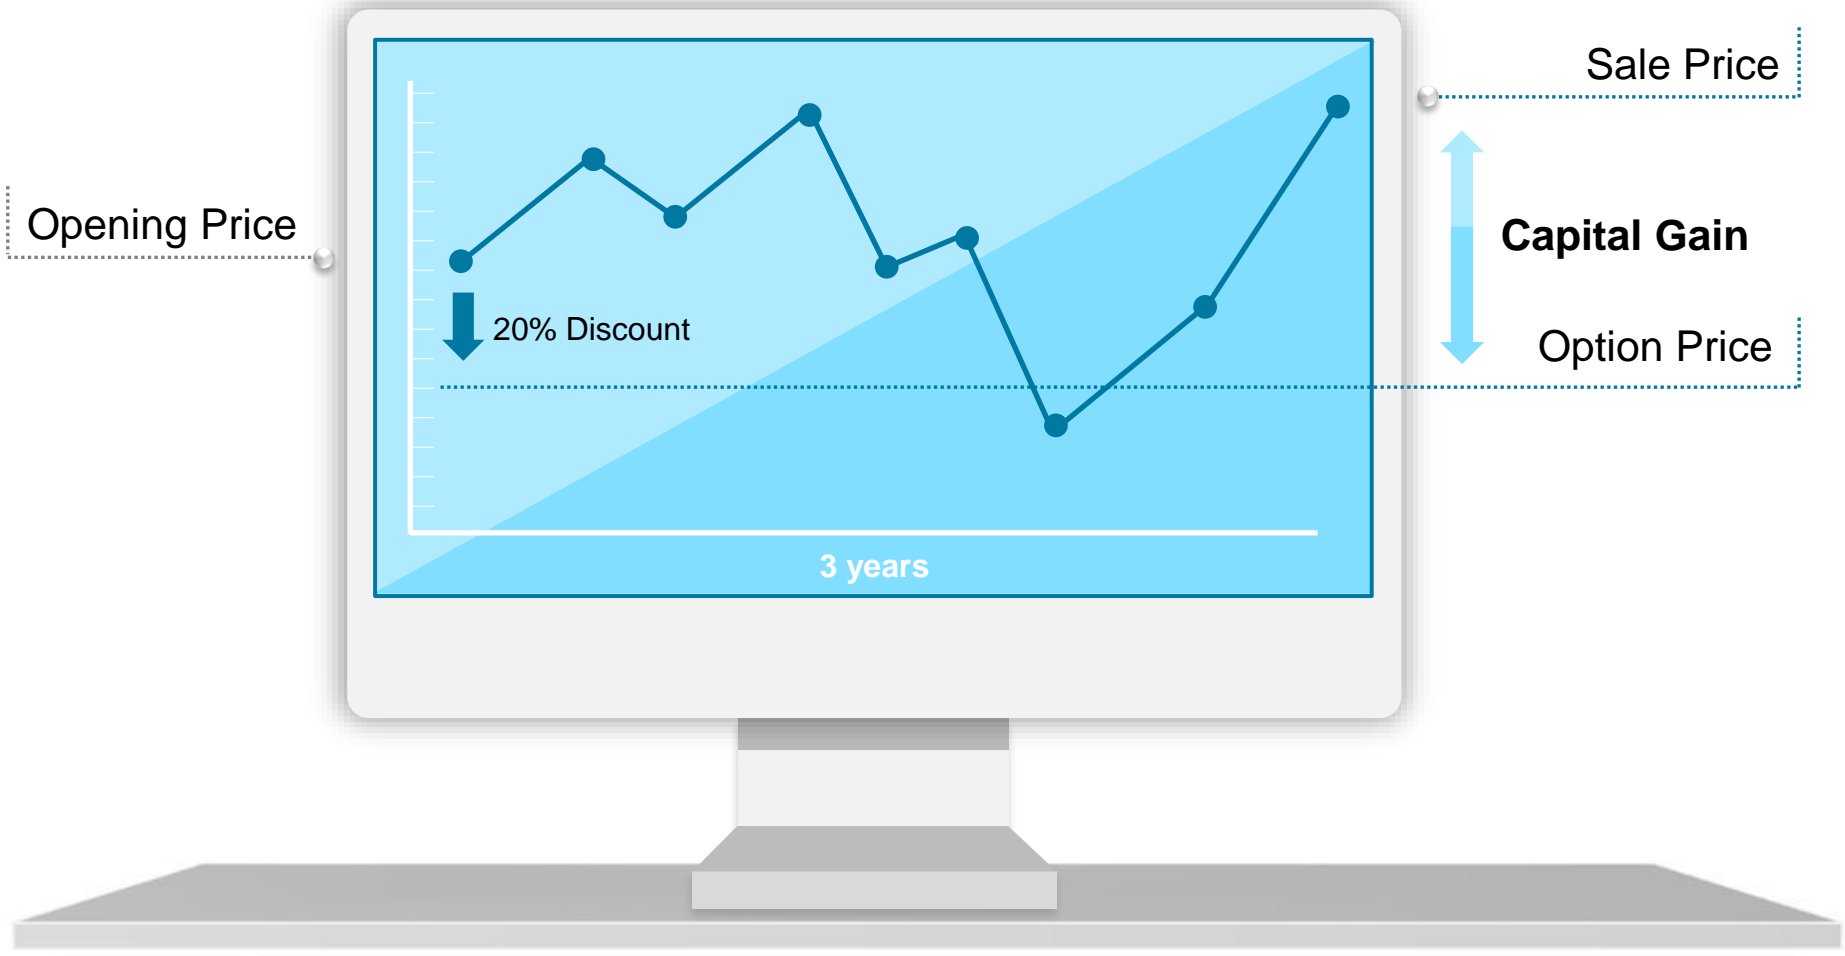 Sale Price
Opening Price
Capital Gain
20% Discount
Option Price
3 years